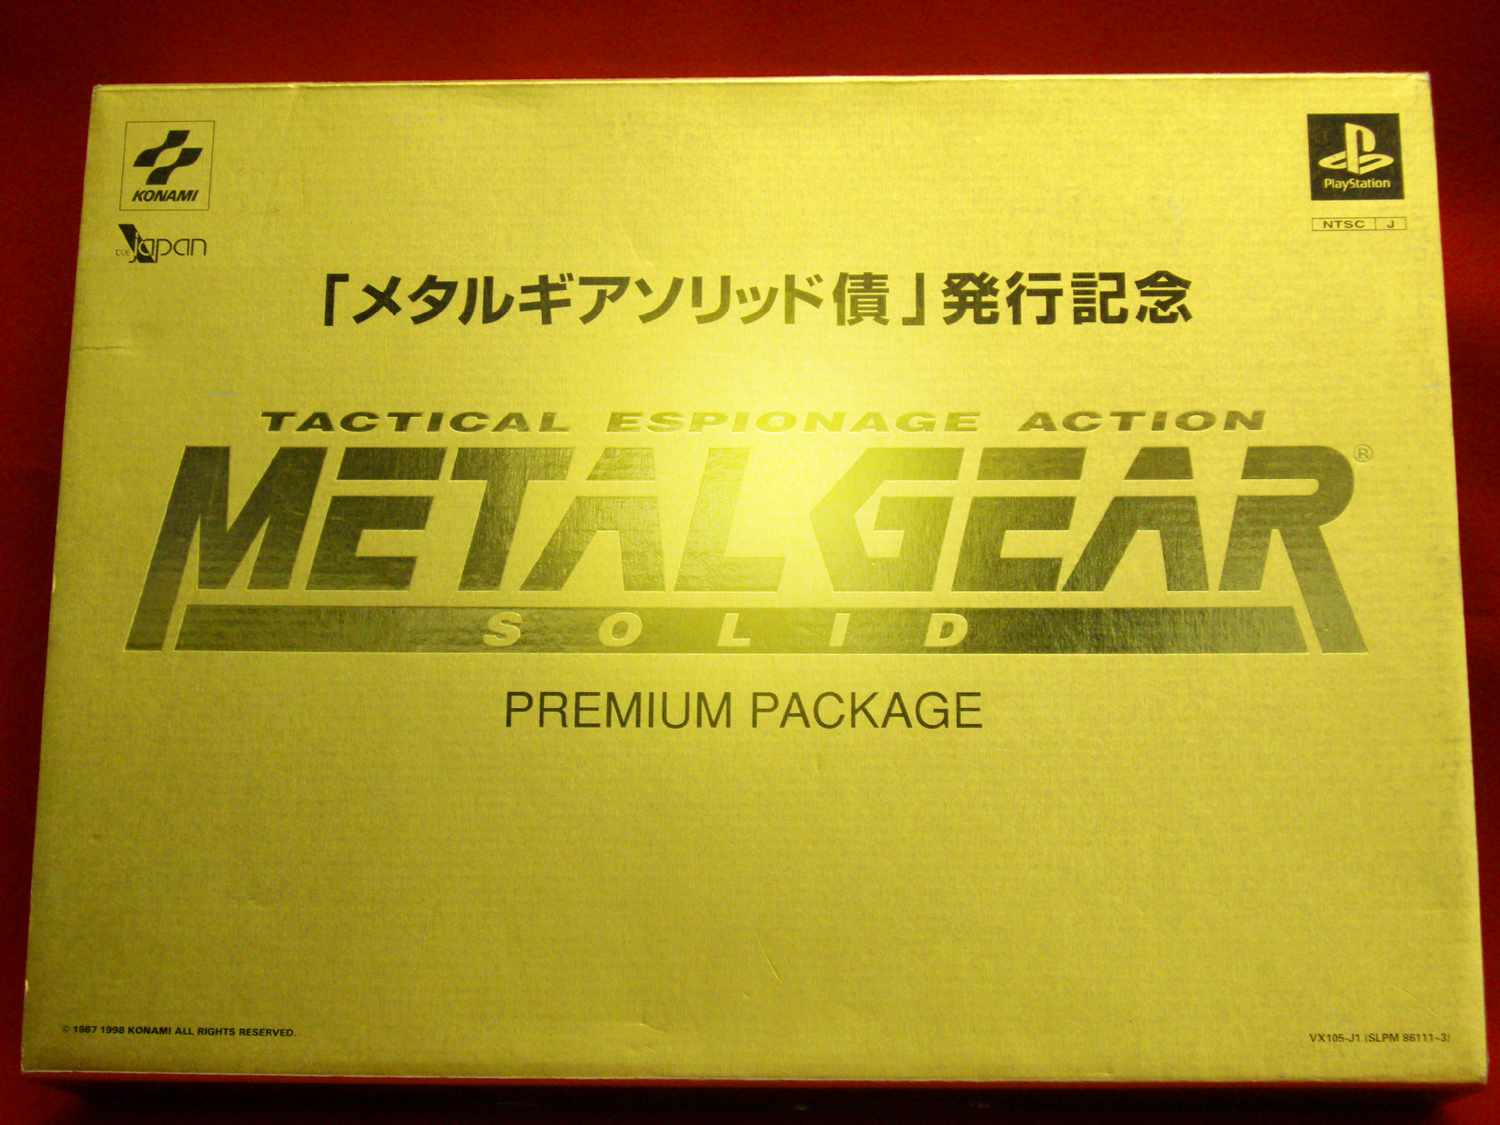 KONAMI
the japan
PlayStation
NTSC J
「メタルギアソリッド債」発行記念
TACTICAL ESPIONAGE ACTION
METAL GEAR ®
SOLID
PREMIUM PACKAGE
© 1987 1998 KONAMI ALL RIGHTS RESERVED.
VX105-J1 (SLPM 86111~3)